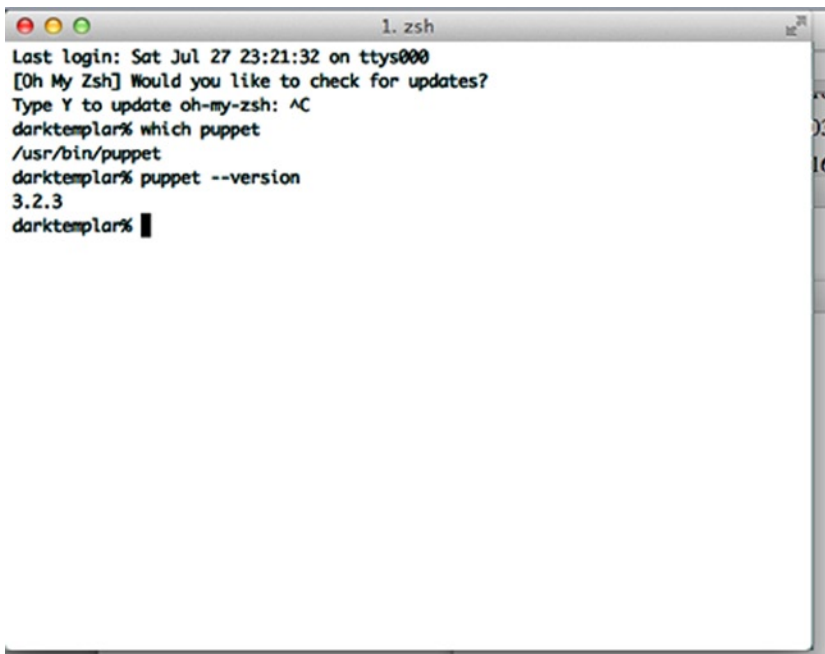 1. zsh
Last login: Sat Jul 27 23:21:32 on ttys000
[Oh My Zsh] Would you like to check for updates?
Type Y to update oh-my-zsh: ^C
darktemplar% which puppet
/usr/bin/puppet
darktemplar% puppet --version
3.2.3
darktemplar%